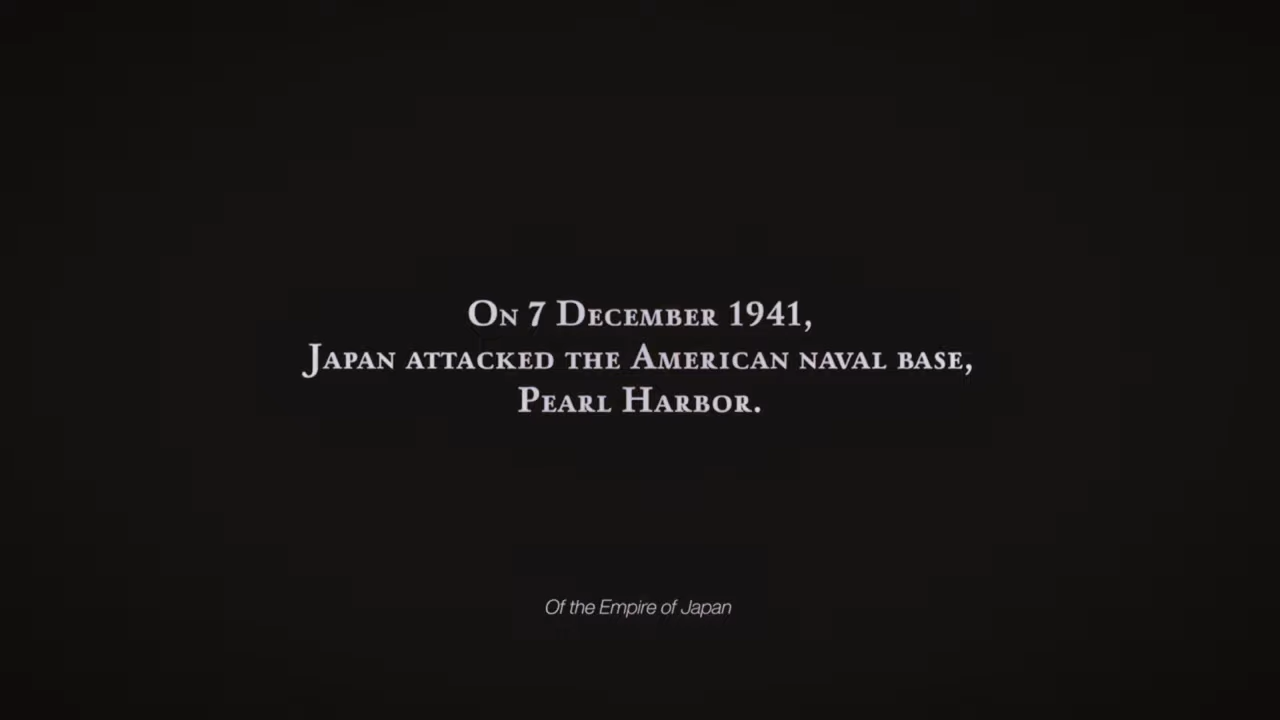 On 7 December 1941,
Japan attacked the American naval base,
Pearl Harbor.
Of the Empire of Japan